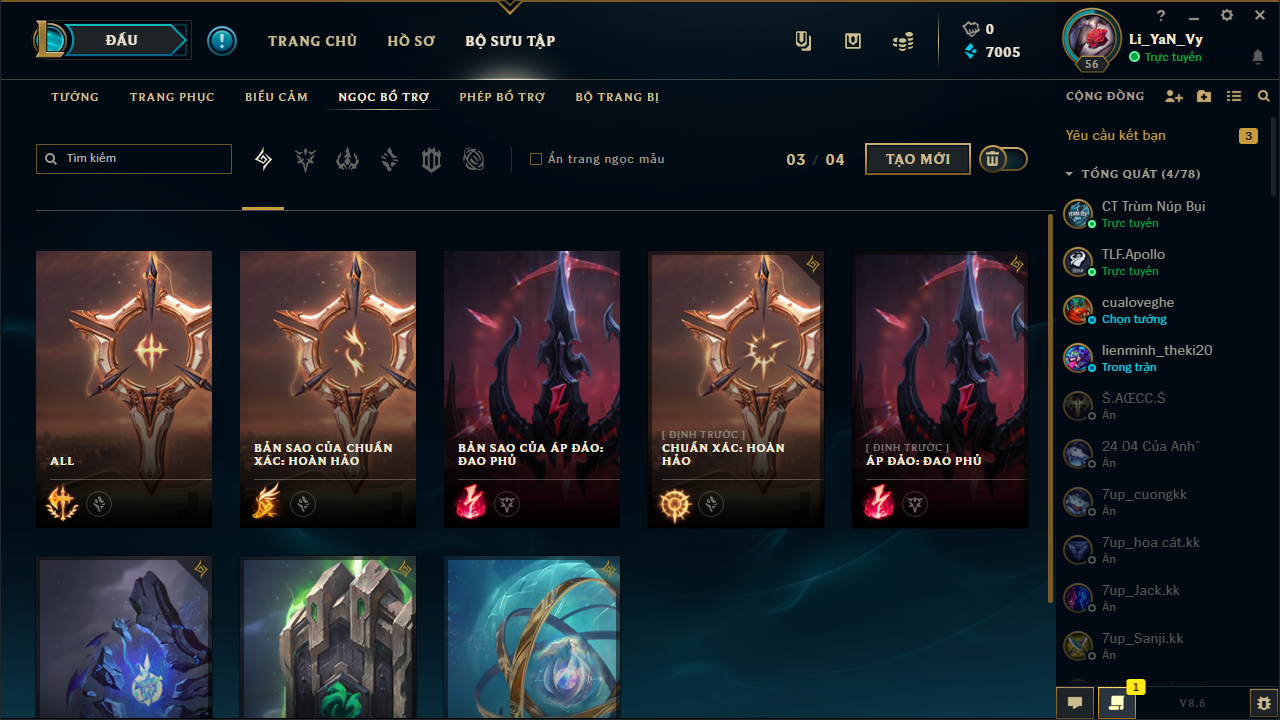 ĐẤU
TRANG CHỦ
HỒ SƠ
BỘ SƯU TẬP
0
7005
56
Li_YaN_Vy
Trực tuyến
TƯỚNG
TRANG PHỤC
BIỂU CẢM
NGỌC BỔ TRỢ
PHÉP BỔ TRỢ
BỘ TRANG BỊ
CỘNG ĐỒNG
Yêu cầu kết bạn
3
TỔNG QUÁT (4/78)
Tìm kiếm
Ẩn trang ngọc mẫu
03 / 04
TẠO MỚI
CT Trùm Núp Bụi
Trực tuyến
TLF.Apollo
Trực tuyến
cualoveghe
Chọn tướng
lienminh_theki20
Trong trận
Š.AŒCC.Š
Ẩn
24 04 Của Anhˆ
Ẩn
7up_cuongkk
Ẩn
7up_hoa cát.kk
Ẩn
7up_Jack.kk
Ẩn
7up_Sanji.kk
Ẩn
ALL
BẢN SAO CỦA CHUẨN
XÁC: HOÀN HẢO
BẢN SAO CỦA ÁP ĐẢO:
ĐAO PHỦ
[ ĐỊNH TRƯỚC ]
CHUẨN XÁC: HOÀN
HẢO
[ ĐỊNH TRƯỚC ]
ÁP ĐẢO: ĐAO PHỦ
1
V8.6